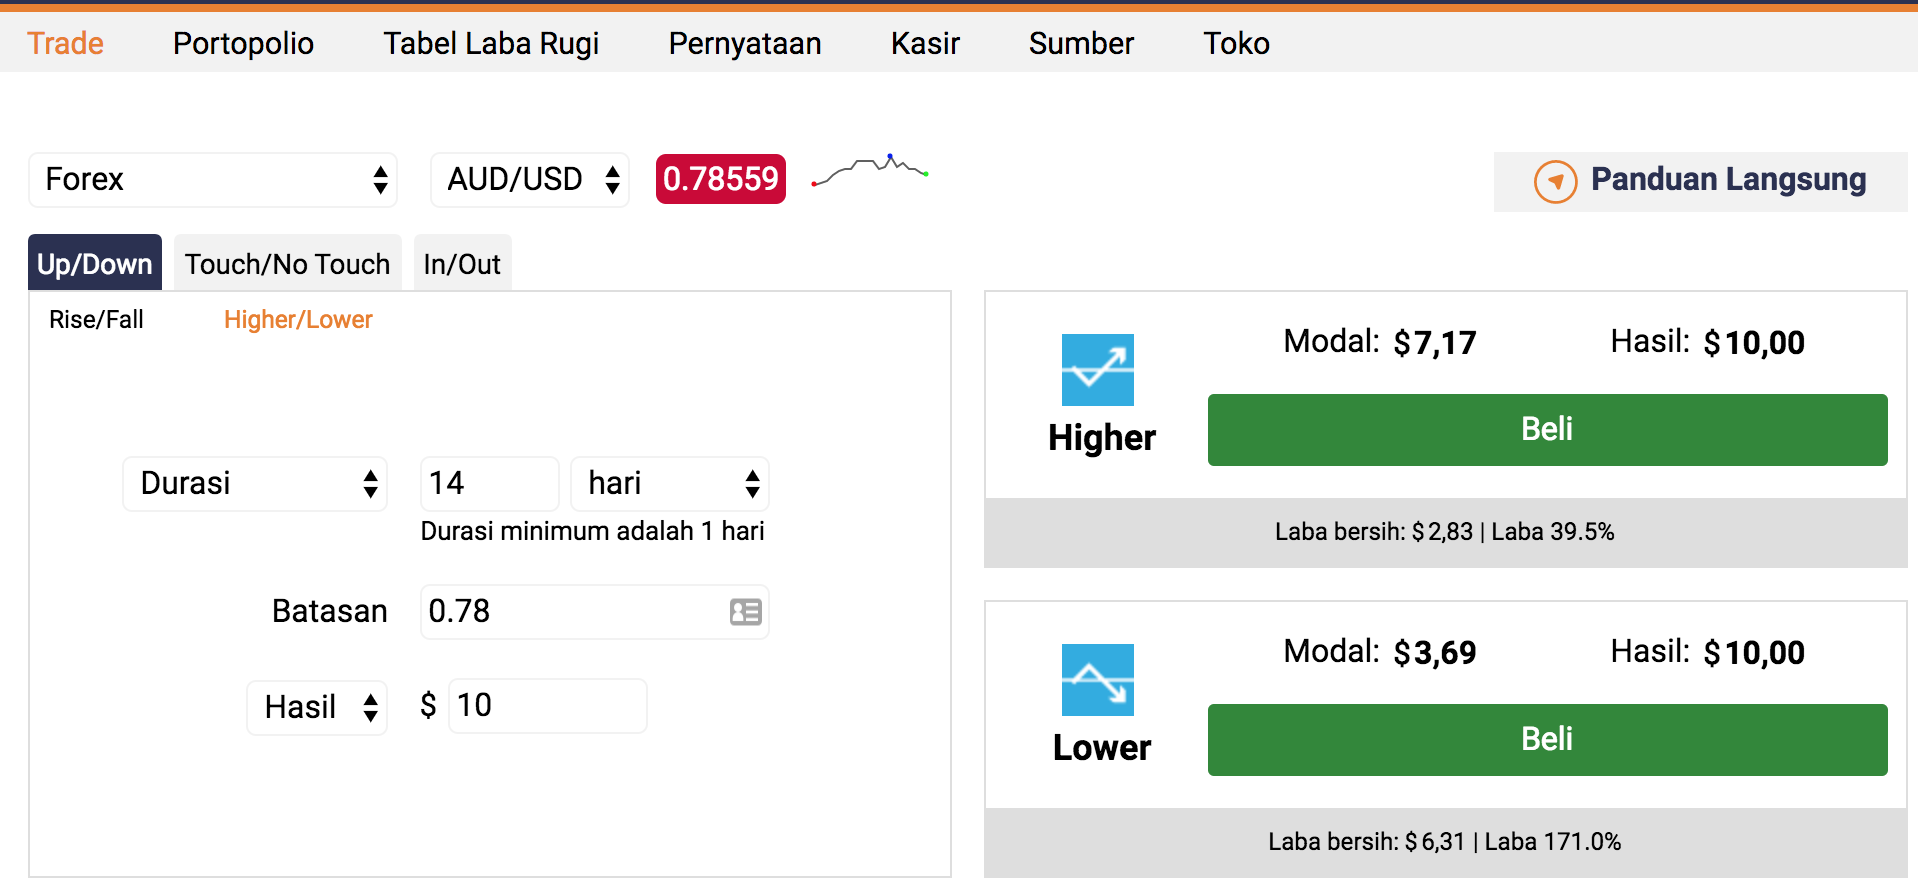 Trade Portopolio Tabel Laba Rugi Pernyataan Kasir Sumber Toko
Forex AUD/USD 0.78559 Panduan Langsung
Up/Down Touch/No Touch In/Out
Rise/Fall Higher/Lower
Durasi 14 hari
Durasi minimum adalah 1 hari
Batasan 0.78
Hasil $ 10
Modal: $7,17 Hasil: $10,00
Higher
Beli
Laba bersih: $2,83 | Laba 39.5%
Modal: $3,69 Hasil: $10,00
Lower
Beli
Laba bersih: $6,31 | Laba 171.0%